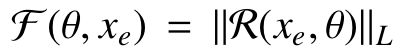 ℱ(θ, xₑ) = ||ℛ(xₑ, θ)||_L